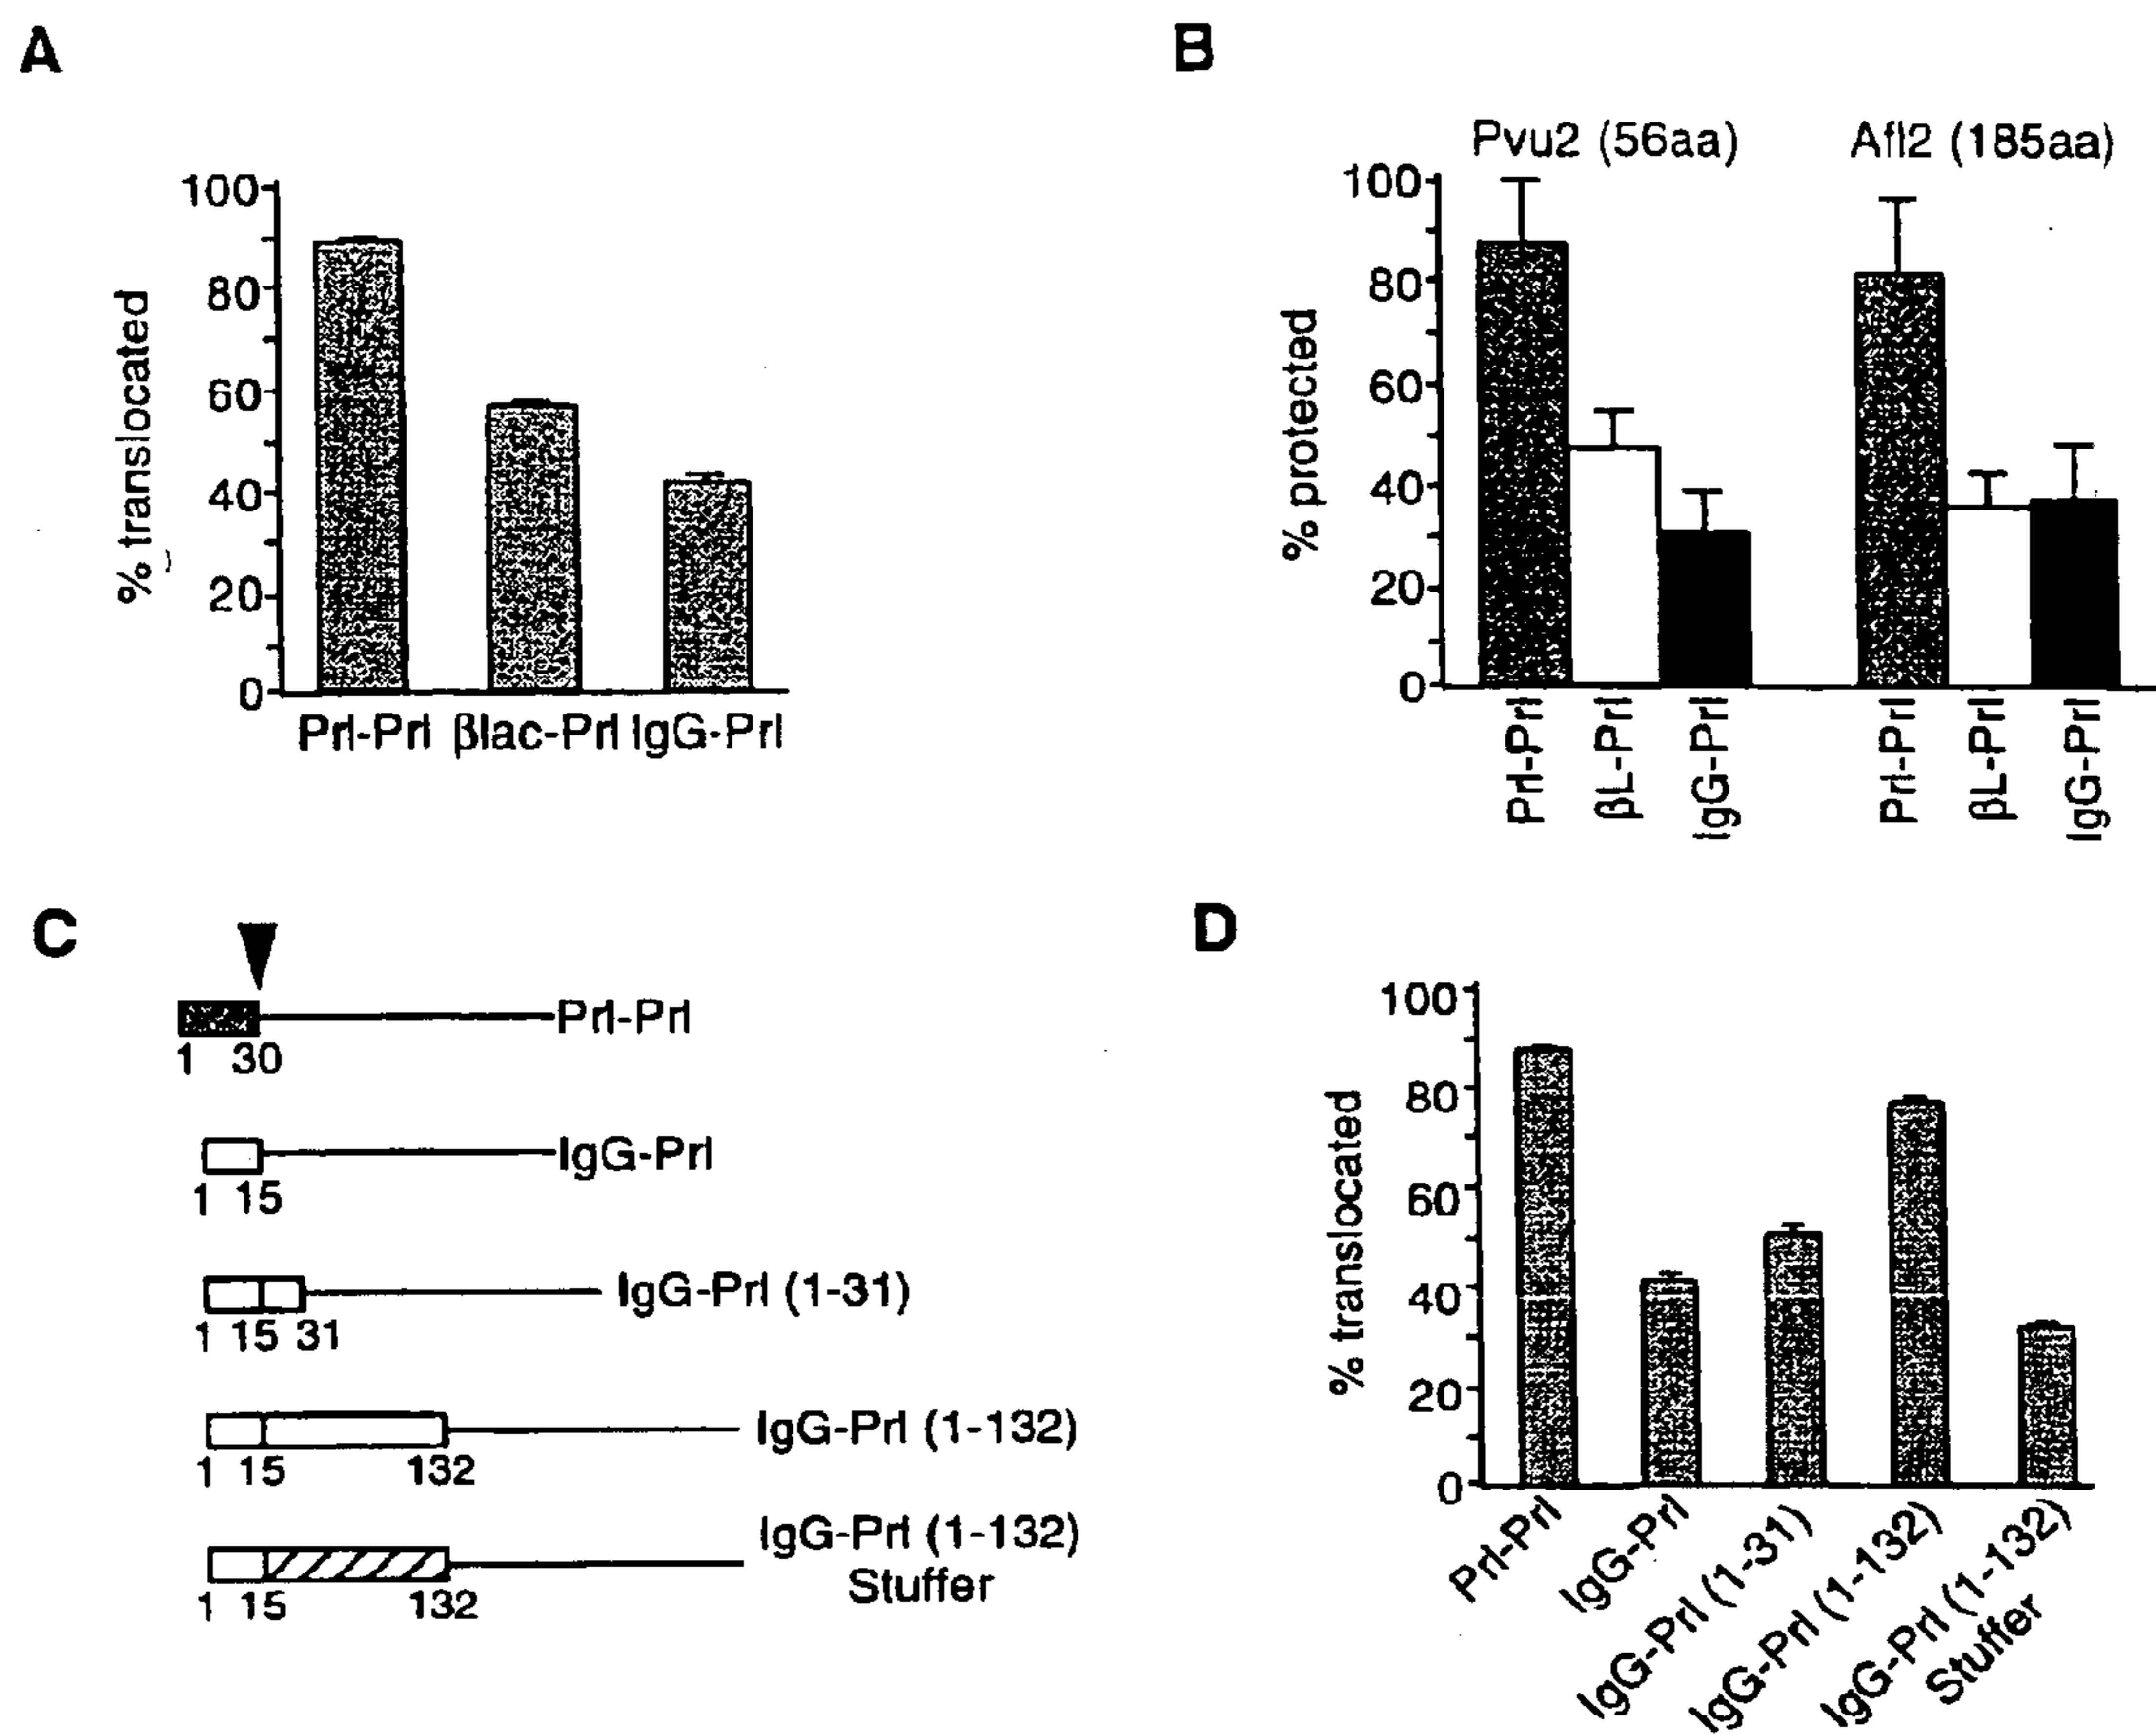 A
% translocated
100
80
60
40
20
0
Prl-Prl βlac-Prl IgG-Prl
B
Pvu2 (56aa) Afl2 (185aa)
% protected
100
80
60
40
20
0
Prl-Prl
βL-Prl
IgG-Prl
Prl-Prl
βL-Prl
IgG-Prl
C
Prl-Prl
1 30
IgG-Prl
1 15
IgG-Prl (1-31)
1 15 31
IgG-Prl (1-132)
1 15 132
IgG-Prl (1-132)
Stuffer
1 15 132
D
% translocated
100
80
60
40
20
0
Prl-Prl
IgG-Prl
IgG-Prl (1-31)
IgG-Prl (1-132)
IgG-Prl (1-132)
Stuffer